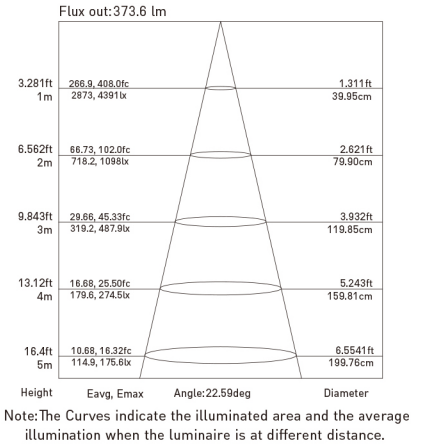 Flux out:373.6 lm
3.281ft 266.9, 408.0fc 1.311ft
1m 2873, 4391lx 39.95cm
6.562ft 66.73, 102.0fc 2.621ft
2m 718.2, 1098lx 79.90cm
9.843ft 29.66, 45.33fc 3.932ft
3m 319.2, 487.9lx 119.85cm
13.12ft 16.68, 25.50fc 5.243ft
4m 179.6, 274.5lx 159.81cm
16.4ft 10.68, 16.32fc 6.5541ft
5m 114.9, 175.6lx 199.76cm
Height Eavg, Emax Angle:22.59deg Diameter
Note:The Curves indicate the illuminated area and the average
illumination when the luminaire is at different distance.